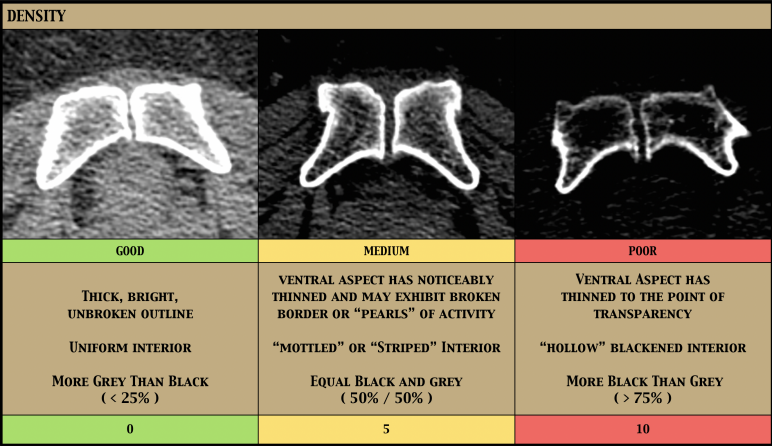 DENSITY
GOOD
MEDIUM
POOR
THICK, BRIGHT,
UNBROKEN OUTLINE
UNIFORM INTERIOR
MORE GREY THAN BLACK
( < 25% )
VENTRAL ASPECT HAS NOTICEABLY
THINNED AND MAY EXHIBIT BROKEN
BORDER OR “PEARLS” OF ACTIVITY
“MOTTLED” OR “STRIPED” INTERIOR
EQUAL BLACK AND GREY
( 50% / 50% )
VENTRAL ASPECT HAS
THINNED TO THE POINT OF
TRANSPARENCY
“HOLLOW” BLACKENED INTERIOR
MORE BLACK THAN GREY
( > 75% )
0
5
10